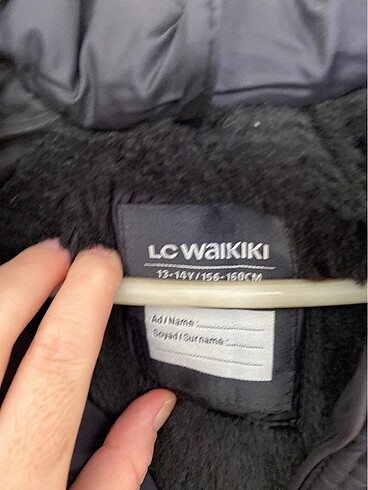 LC WAIKIKI
13-14Y/156-160CM
Ad/Name :
Soyad/Surname :